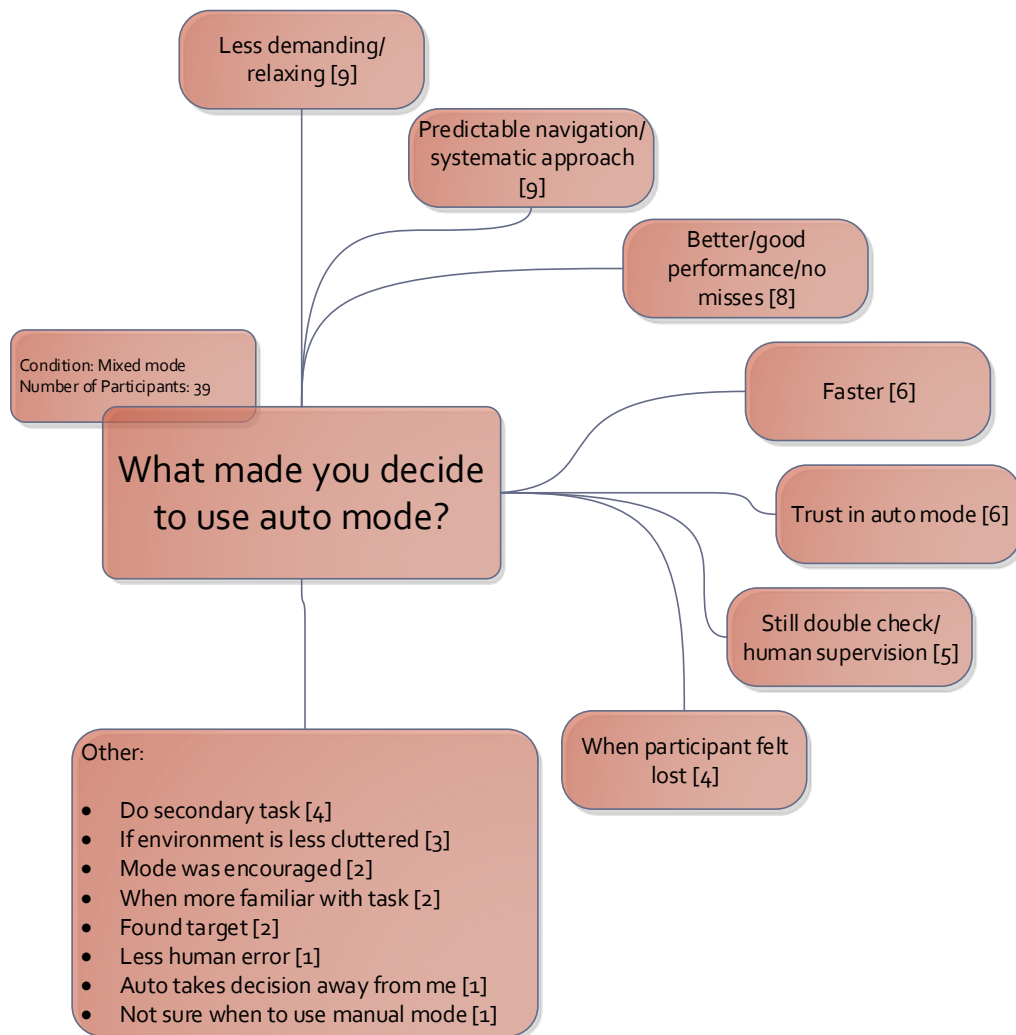 Less demanding/
relaxing [9]
Predictable navigation/
systematic approach
[9]
Better/good
performance/no
misses [8]
Condition: Mixed mode
Number of Participants: 39
Faster [6]
What made you decide
to use auto mode?
Trust in auto mode [6]
Still double check/
human supervision [5]
When participant felt
lost [4]
Other:
• Do secondary task [4]
• If environment is less cluttered [3]
• Mode was encouraged [2]
• When more familiar with task [2]
• Found target [2]
• Less human error [1]
• Auto takes decision away from me [1]
• Not sure when to use manual mode [1]